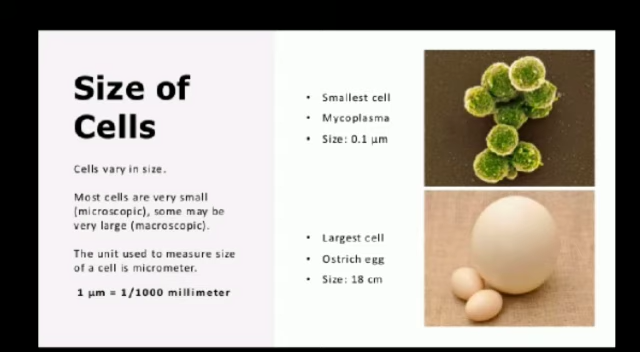 Size of
Cells
Cells vary in size.
Most cells are very small
(microscopic), some may be
very large (macroscopic).
The unit used to measure size
of a cell is micrometer.
1 µm = 1/1000 millimeter
• Smallest cell
• Mycoplasma
• Size: 0.1 µm
• Largest cell
• Ostrich egg
• Size: 18 cm